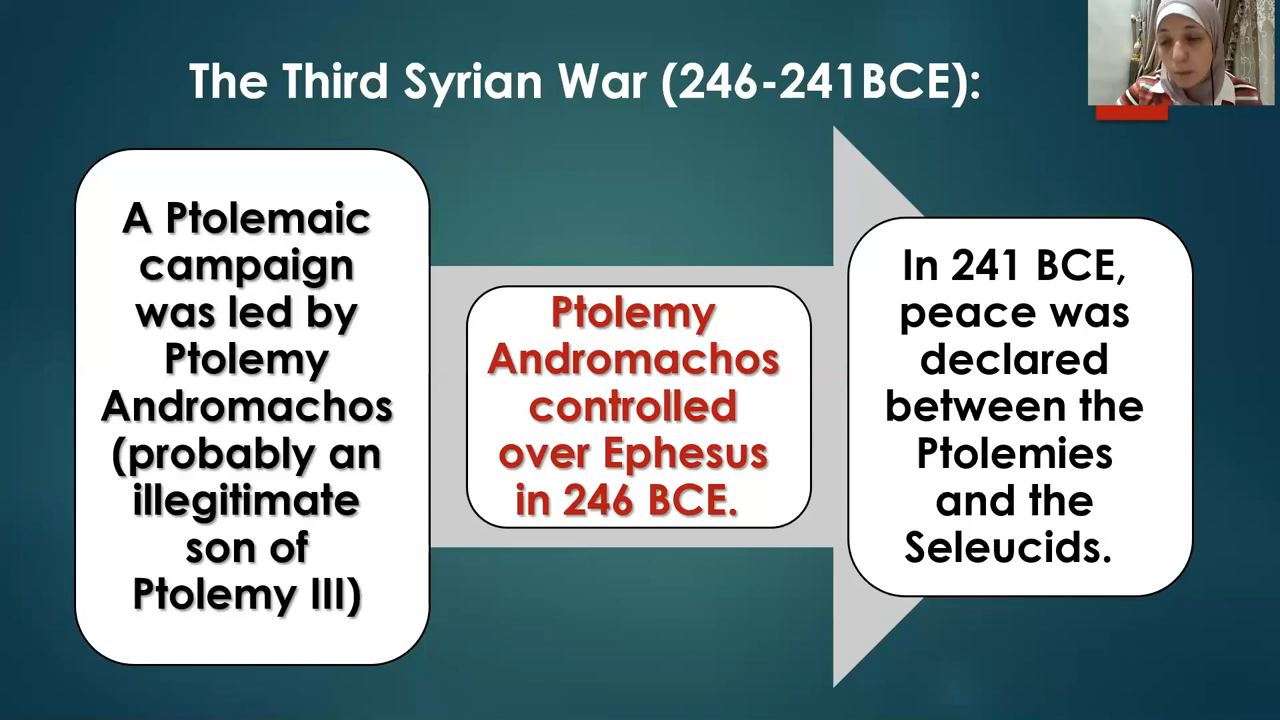 The Third Syrian War (246-241BCE):
A Ptolemaic
campaign
was led by
Ptolemy
Andromachos
(probably an
illegitimate
son of
Ptolemy III)
Ptolemy
Andromachos
controlled
over Ephesus
in 246 BCE.
In 241 BCE,
peace was
declared
between the
Ptolemies
and the
Seleucids.